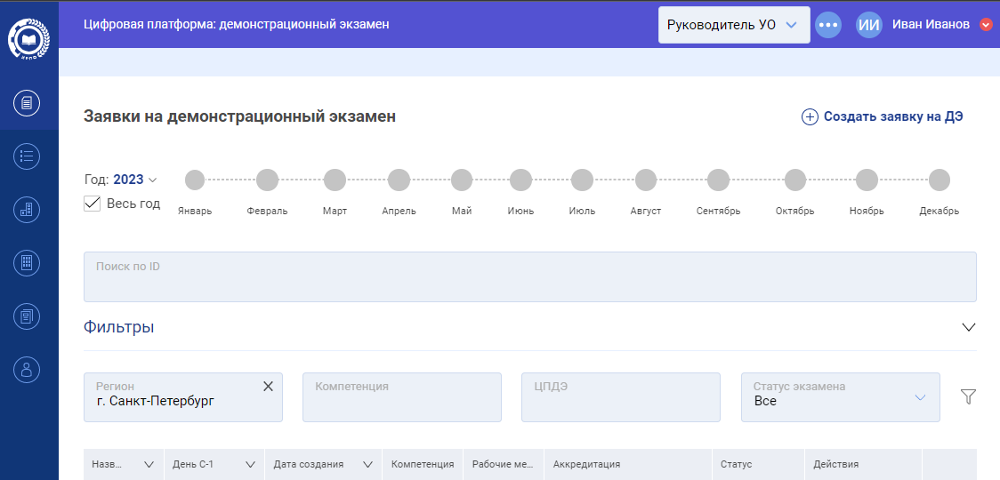 Цифровая платформа: демонстрационный экзамен
Руководитель УО
ИИ
Иван Иванов
ЦРПО
Заявки на демонстрационный экзамен
Создать заявку на ДЭ
Год: 2023
Весь год
Январь Февраль Март Апрель Май Июнь Июль Август Сентябрь Октябрь Ноябрь Декабрь
Поиск по ID
Фильтры
Регион
г. Санкт-Петербург
Компетенция
ЦПДЭ
Статус экзамена
Все
Назв... День С-1 Дата создания Компетенция Рабочие ме... Аккредитация Статус Действия